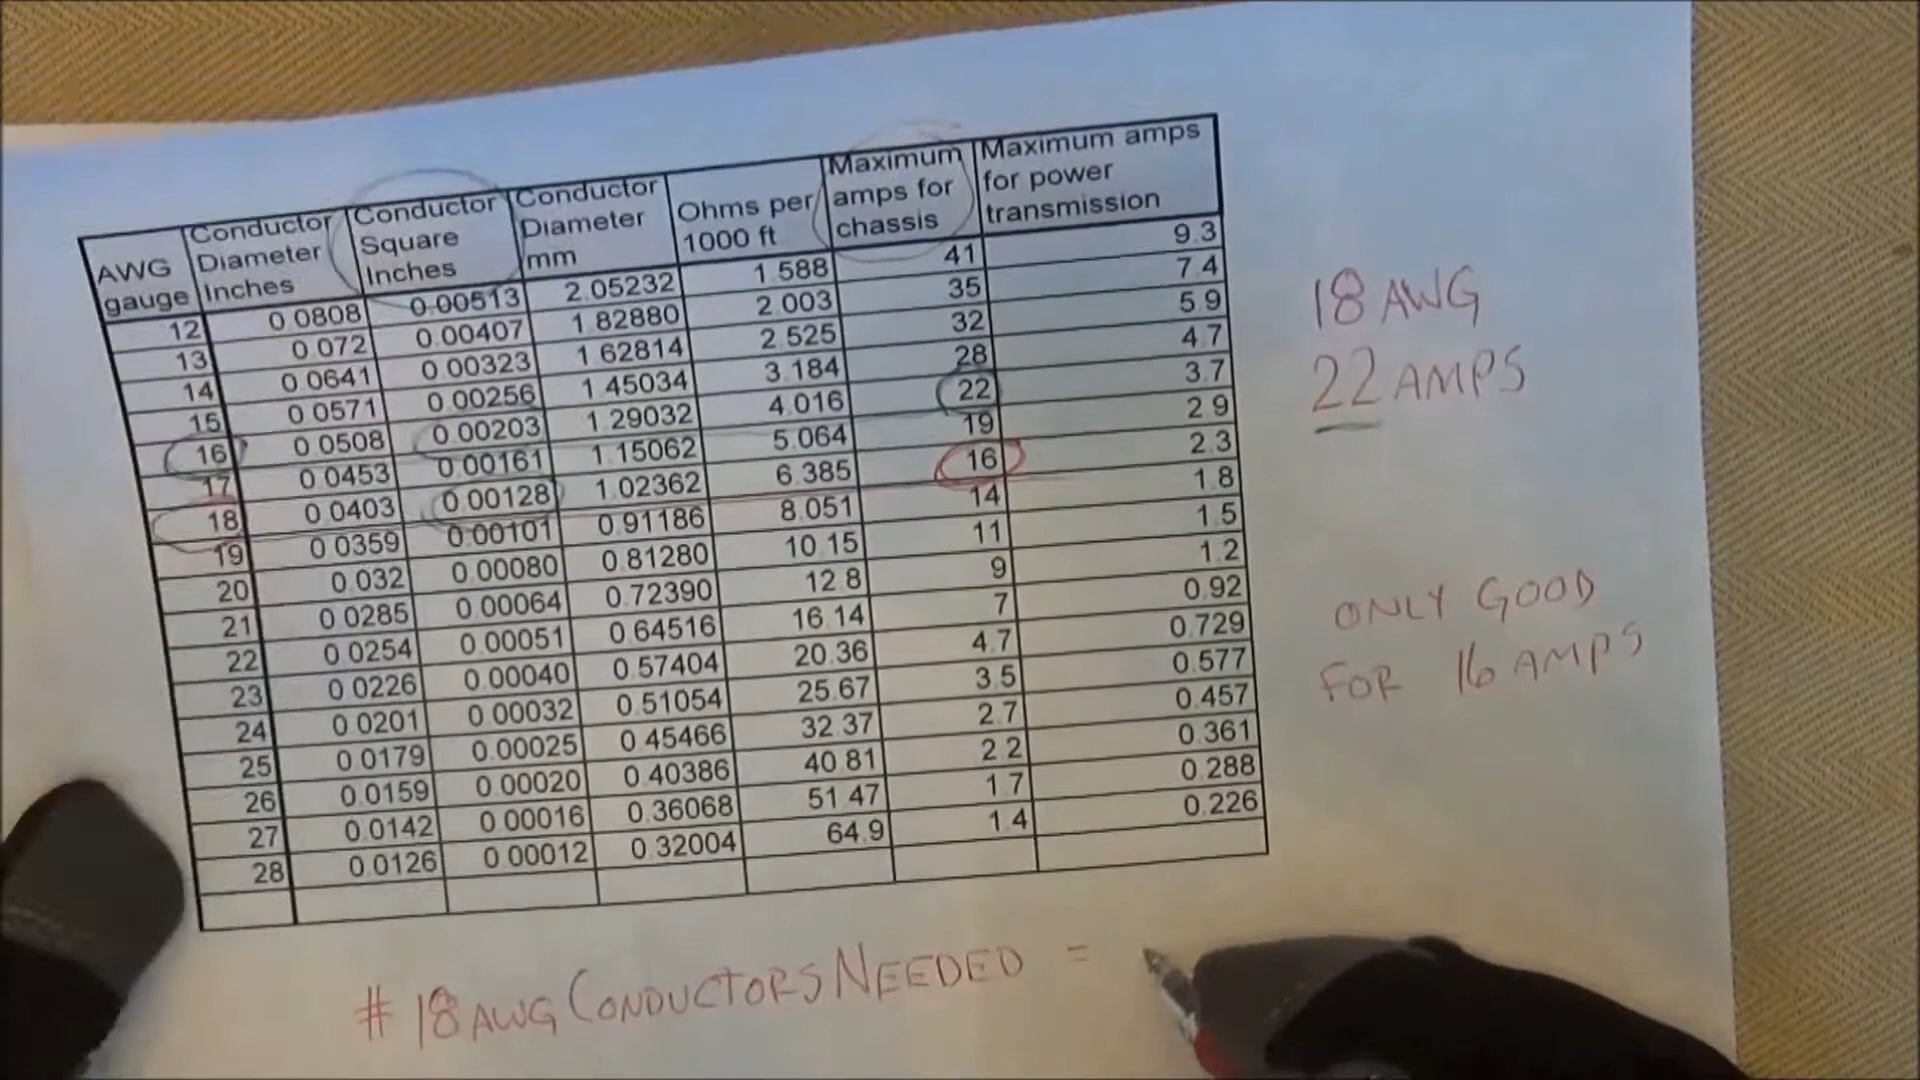 AWG gauge | Conductor Diameter Inches | Conductor Square Inches | Conductor Diameter mm | Ohms per 1000 ft | Maximum amps for chassis | Maximum amps for power transmission
12 | 0.0808 | 0.00513 | 2.05232 | 1.588 | 41 | 9.3
13 | 0.072 | 0.00407 | 1.82880 | 2.003 | 35 | 7.4
14 | 0.0641 | 0.00323 | 1.62814 | 2.525 | 32 | 5.9
15 | 0.0571 | 0.00256 | 1.45034 | 3.184 | 28 | 4.7
16 | 0.0508 | 0.00203 | 1.29032 | 4.016 | 22 | 3.7
17 | 0.0453 | 0.00161 | 1.15062 | 5.064 | 19 | 2.9
18 | 0.0403 | 0.00128 | 1.02362 | 6.385 | 16 | 2.3
19 | 0.0359 | 0.00101 | 0.91186 | 8.051 | 14 | 1.8
20 | 0.032 | 0.00080 | 0.81280 | 10.15 | 11 | 1.5
21 | 0.0285 | 0.00064 | 0.72390 | 12.8 | 9 | 1.2
22 | 0.0254 | 0.00051 | 0.64516 | 16.14 | 7 | 0.92
23 | 0.0226 | 0.00040 | 0.57404 | 20.36 | 4.7 | 0.729
24 | 0.0201 | 0.00032 | 0.51054 | 25.67 | 3.5 | 0.577
25 | 0.0179 | 0.00025 | 0.45466 | 32.37 | 2.7 | 0.457
26 | 0.0159 | 0.00020 | 0.40386 | 40.81 | 2.2 | 0.361
27 | 0.0142 | 0.00016 | 0.36068 | 51.47 | 1.7 | 0.288
28 | 0.0126 | 0.00012 | 0.32004 | 64.9 | 1.4 | 0.226
18 AWG
22 AMPS
ONLY GOOD
FOR 16 AMPS
# 18 AWG CONDUCTORS NEEDED =